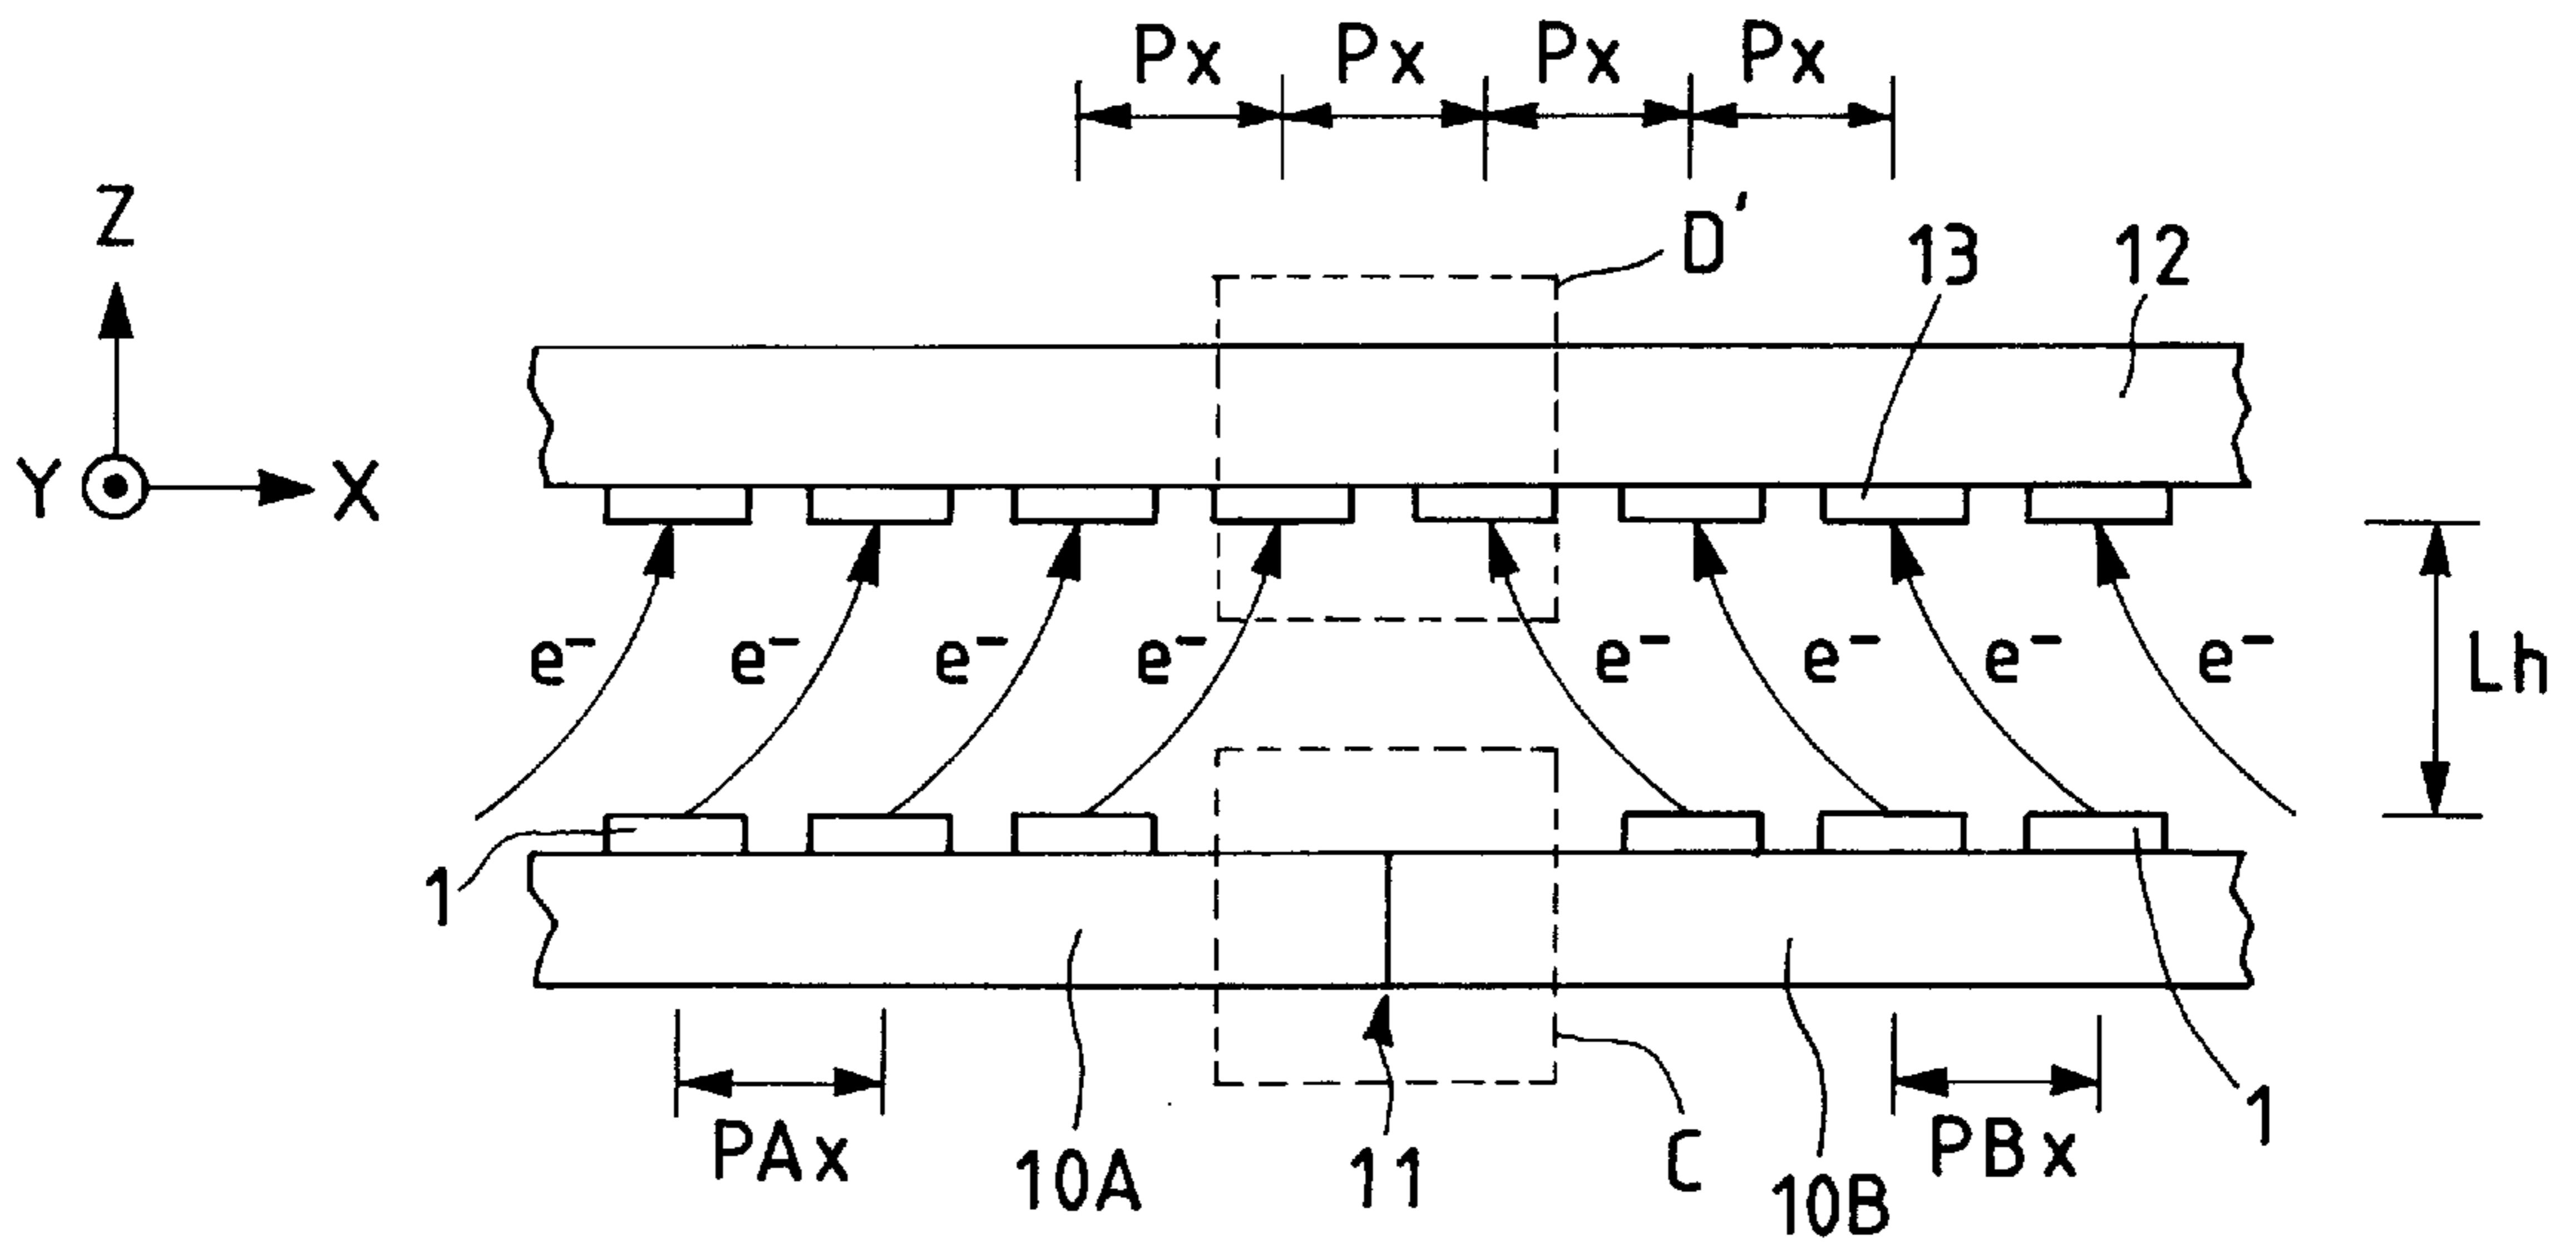 Px Px Px Px
Z
D'
13
12
Y
X
e⁻ e⁻ e⁻ e⁻ e⁻ e⁻ e⁻ e⁻
Lh
1
1
PAx
10A
11
C
10B
PBx